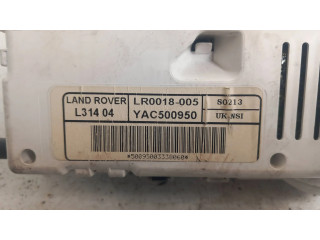 LAND ROVER LR0018-005 S0213
L314 04 YAC500950 UK-NSI
*50095003330060*